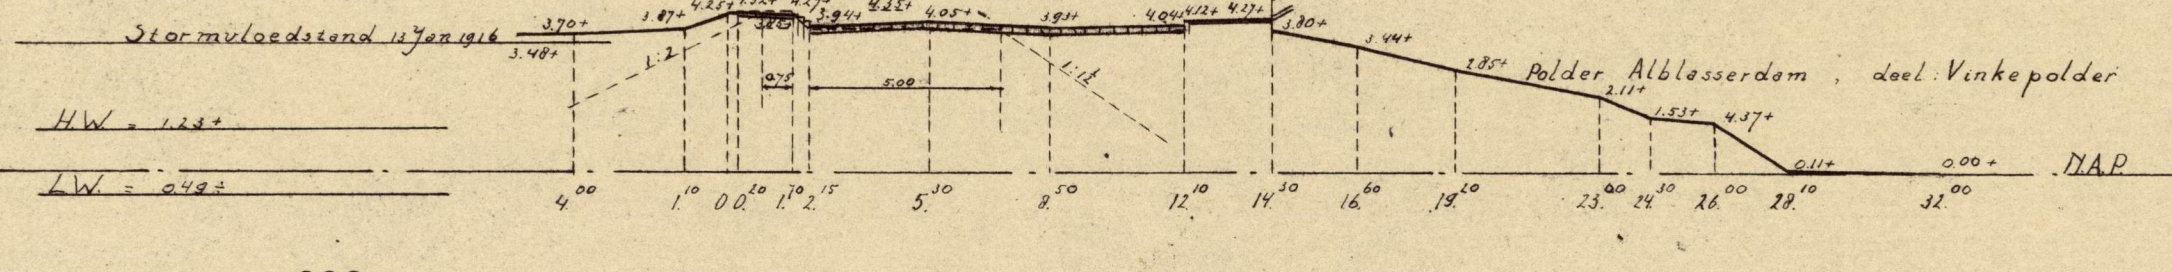 3.70+ 3.87+ 4.25+ 4.27+ 3.94+ 4.05+ 3.93+ 4.04+ 4.12+ 4.27+ 3.80+
Stormvloedstand 13 Jan 1916
3.48+
1:2
0.75
5.00
1:1½
3.44+
2.85+
Polder Alblasserdam, deel: Vinkepolder
2.11+
1.53+
4.37+
H.W. = 1.23+
0.11+
0.00+
N.A.P.
L.W. = 0.49÷
4.00 1.10 0 0.20 1.70 2.15 5.30 8.50 12.10 14.50 16.60 19.20 23.00 24.30 26.00 28.10 32.00